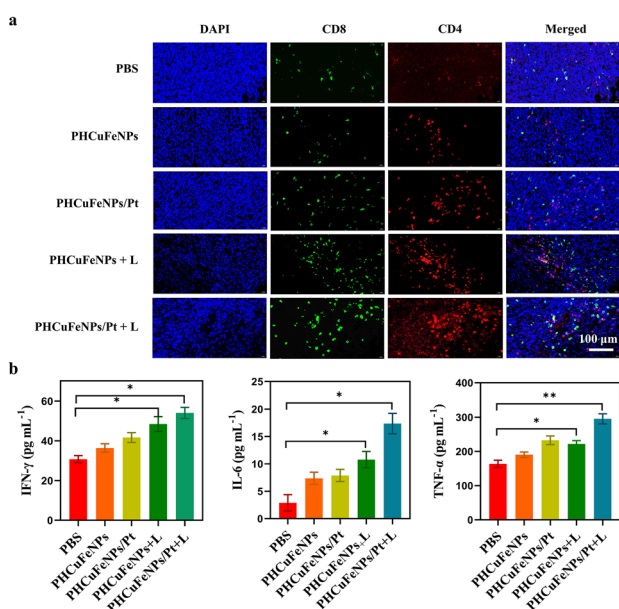 a
DAPI CD8 CD4 Merged
PBS
PHCuFeNPs
PHCuFeNPs/Pt
PHCuFeNPs + L
PHCuFeNPs/Pt + L
100 μm
b
IFN-γ (pg mL⁻¹)
60
40
20
0
*
*
PBS
PHCuFeNPs
PHCuFeNPs/Pt
PHCuFeNPs+L
PHCuFeNPs/Pt+L
IL-6 (pg mL⁻¹)
25
20
15
10
5
0
*
*
PBS
PHCuFeNPs
PHCuFeNPs/Pt
PHCuFeNPs+L
PHCuFeNPs/Pt+L
TNF-α (pg mL⁻¹)
400
300
200
100
0
**
*
PBS
PHCuFeNPs
PHCuFeNPs/Pt
PHCuFeNPs+L
PHCuFeNPs/Pt+L